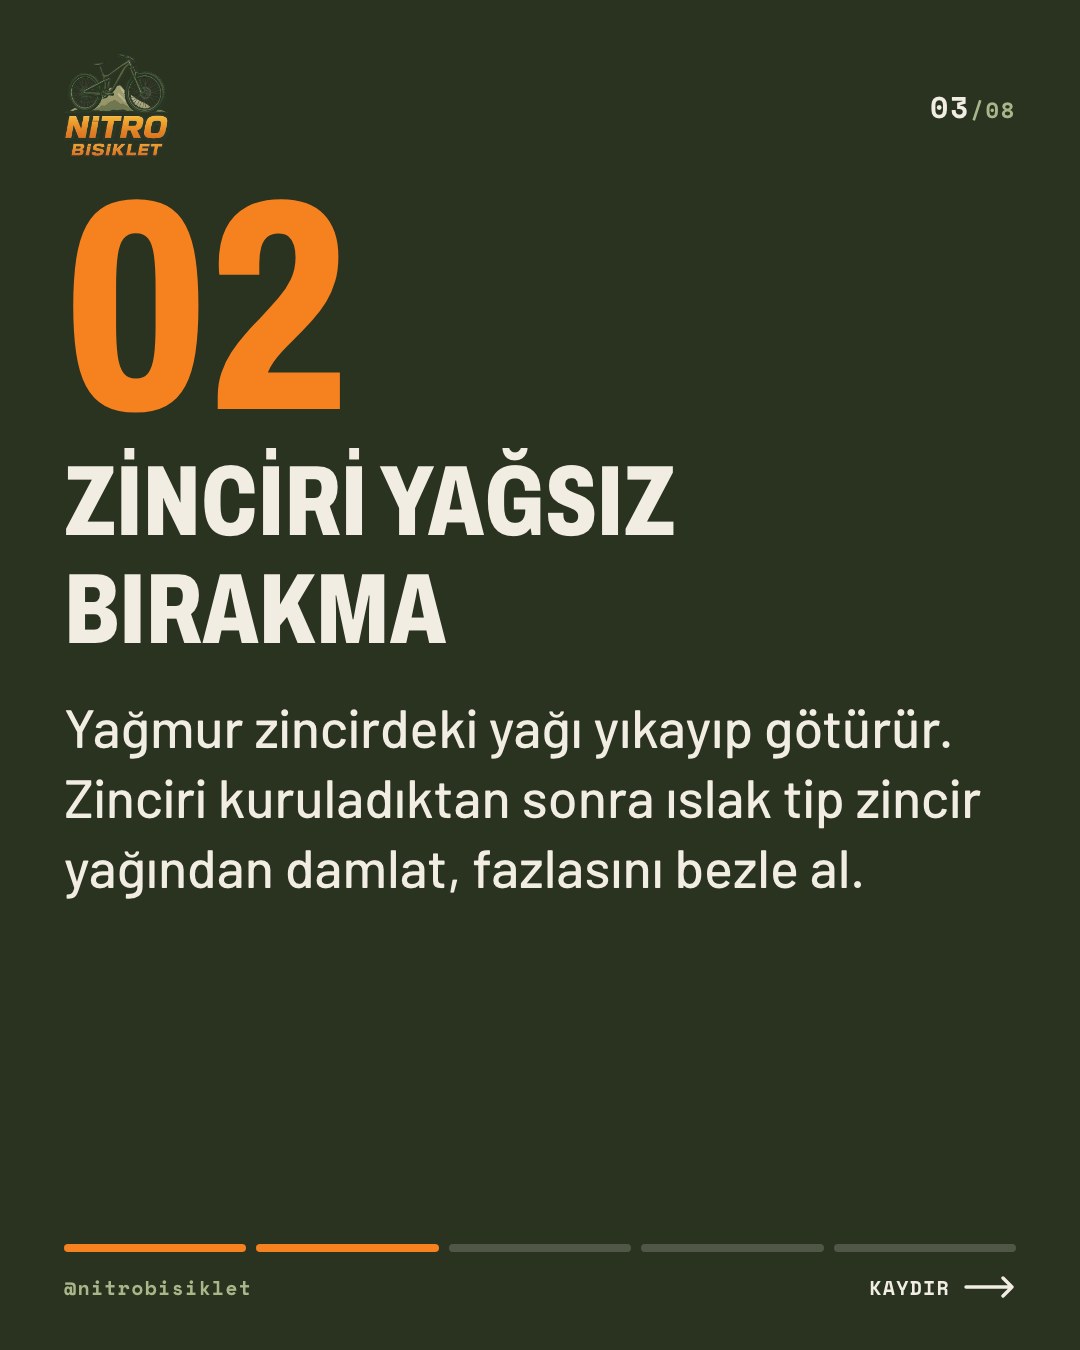 NiTRO
BISIKLET
03/08
02
ZİNCİRİ YAĞSIZ
BIRAKMA
Yağmur zincirdeki yağı yıkayıp götürür.
Zinciri kuruladıktan sonra ıslak tip zincir
yağından damlat, fazlasını bezle al.
@nitrobisiklet
KAYDIR